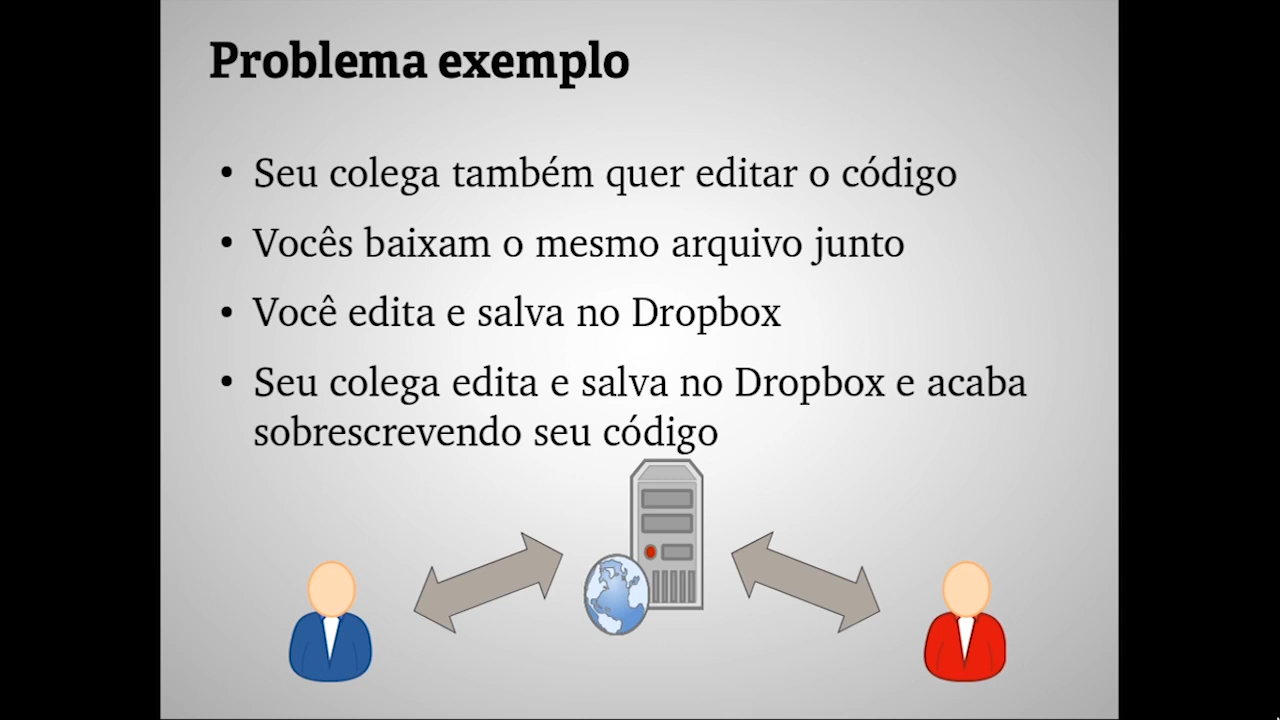 Problema exemplo
• Seu colega também quer editar o código
• Vocês baixam o mesmo arquivo junto
• Você edita e salva no Dropbox
• Seu colega edita e salva no Dropbox e acaba
sobrescrevendo seu código